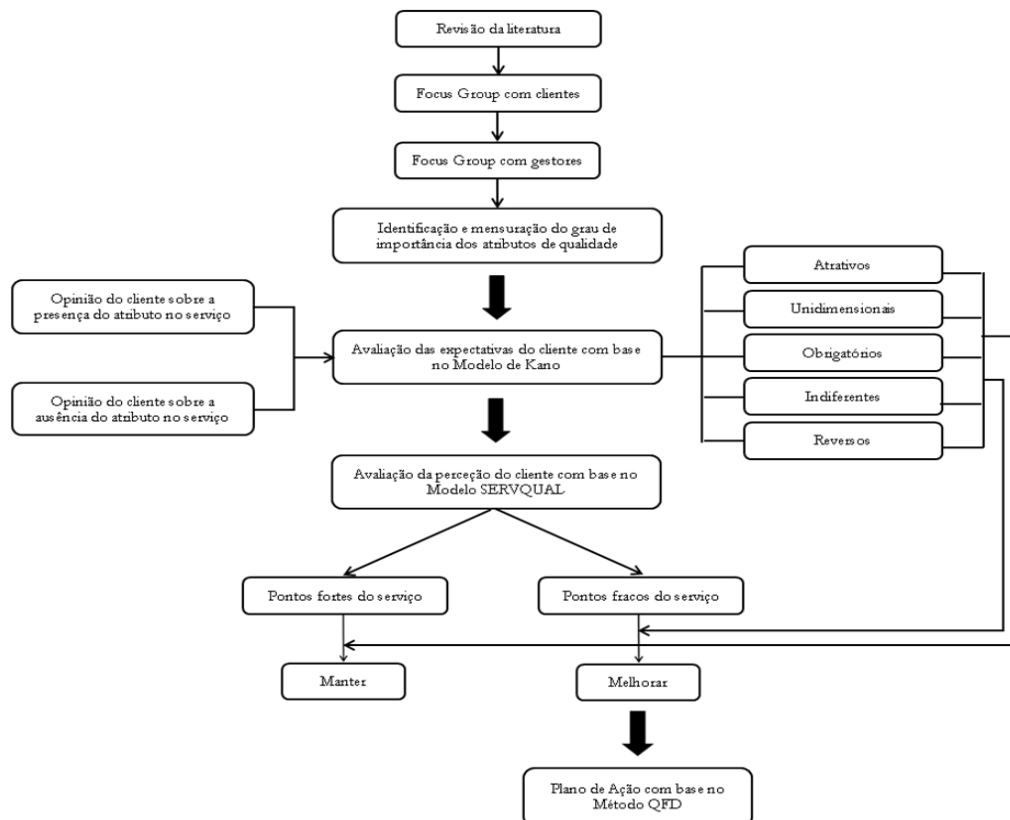 Revisão da literatura
Focus Group com clientes
Focus Group com gestores
Identificação e mensuração do grau de
importância dos atributos de qualidade
Opinião do cliente sobre a
presença do atributo no serviço
Opinião do cliente sobre a
ausência do atributo no serviço
Avaliação das expectativas do cliente com base
no Modelo de Kano
Atrativos
Unidimensionais
Obrigatórios
Indiferentes
Reversos
Avaliação da perceção do cliente com base no
Modelo SERVQUAL
Pontos fortes do serviço
Pontos fracos do serviço
Manter
Melhorar
Plano de Ação com base no
Método QFD